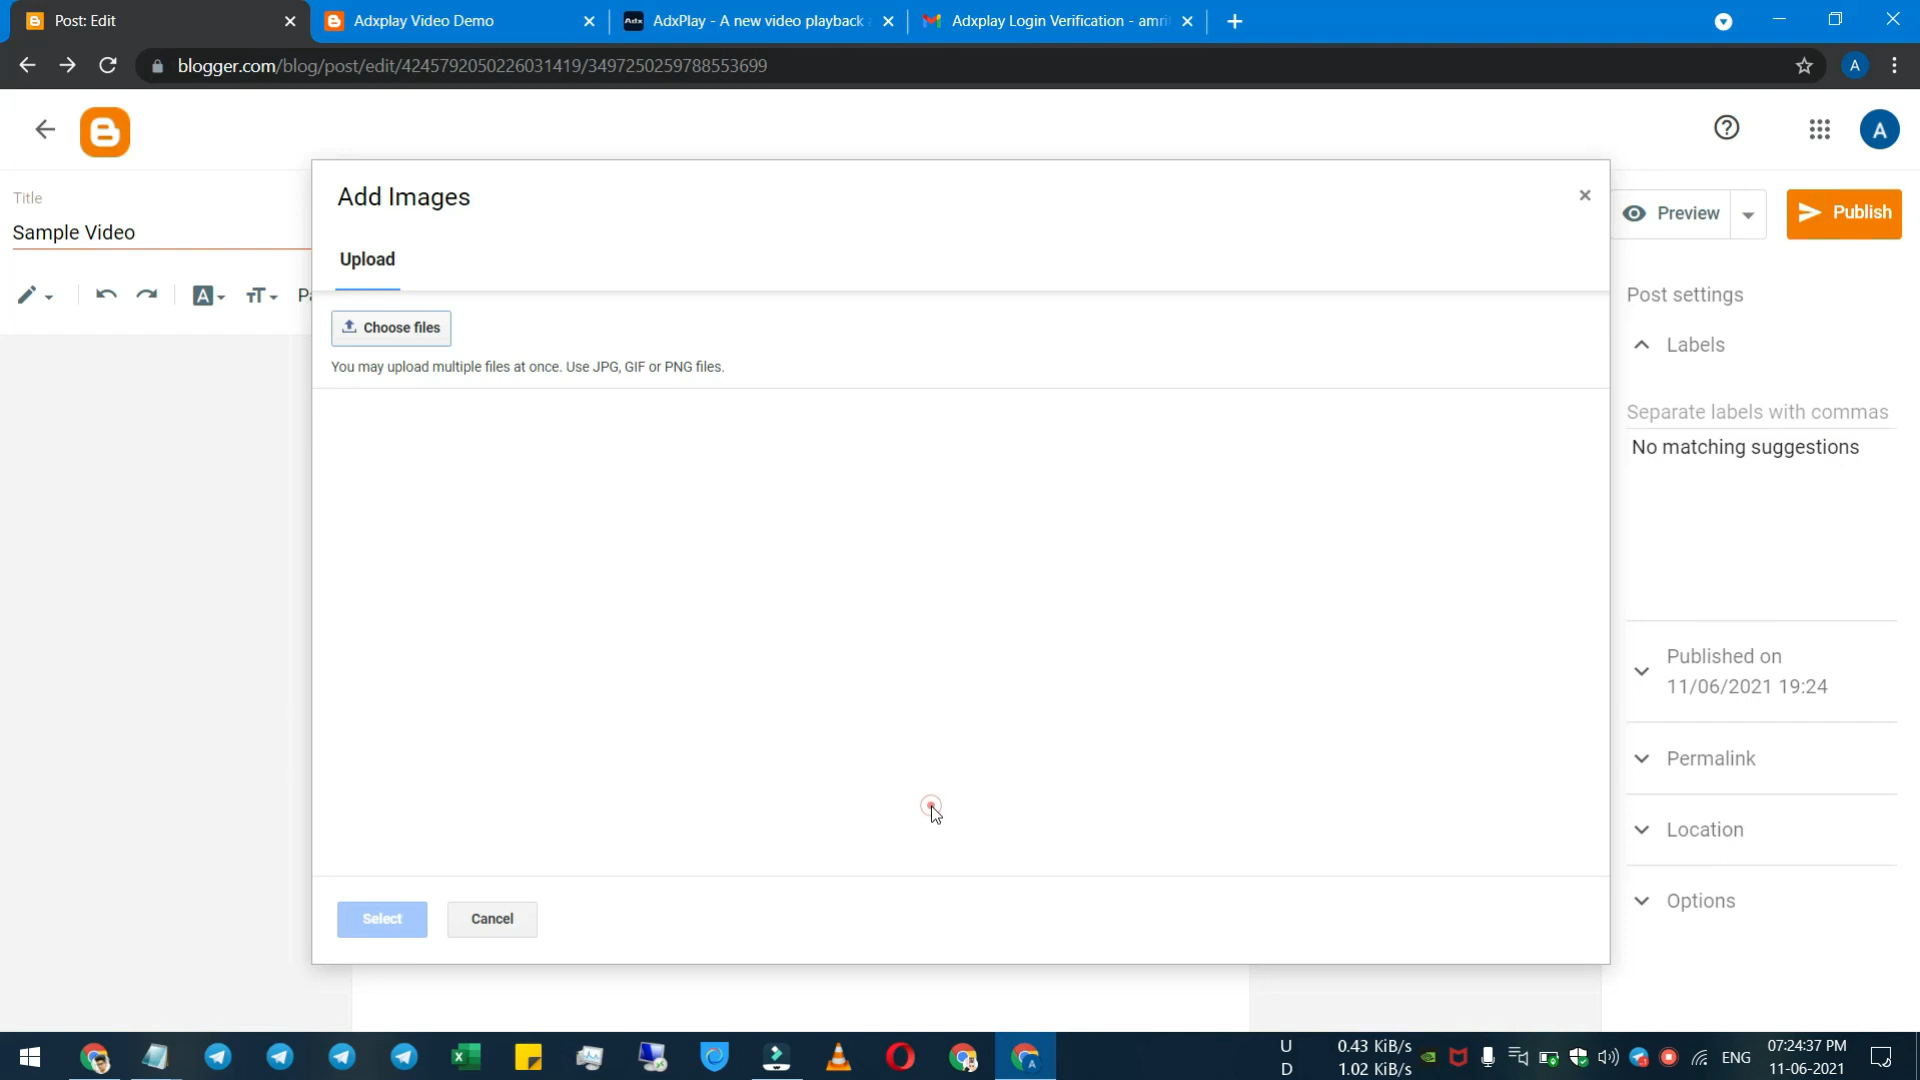 Post: Edit
Adxplay Video Demo
AdxPlay - A new video playback
Adxplay Login Verification - amri
blogger.com/blog/post/edit/4245792050226031419/3497250259788553699
A
A
Add Images
Title
Sample Video
Upload
Preview
Publish
Choose files
You may upload multiple files at once. Use JPG, GIF or PNG files.
Post settings
Labels
Separate labels with commas
No matching suggestions
Published on
11/06/2021 19:24
Permalink
Location
Options
Select
Cancel
U 0.43 KiB/s
D 1.02 KiB/s
ENG
07:24:37 PM
11-06-2021